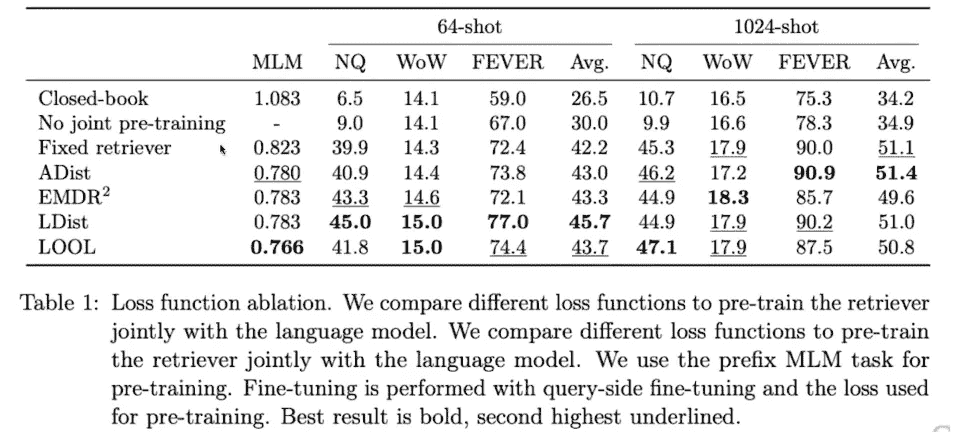 64-shot 1024-shot
MLM NQ WoW FEVER Avg. NQ WoW FEVER Avg.
Closed-book 1.083 6.5 14.1 59.0 26.5 10.7 16.5 75.3 34.2
No joint pre-training - 9.0 14.1 67.0 30.0 9.9 16.6 78.3 34.9
Fixed retriever 0.823 39.9 14.3 72.4 42.2 45.3 17.9 90.0 51.1
ADist 0.780 40.9 14.4 73.8 43.0 46.2 17.2 90.9 51.4
EMDR² 0.783 43.3 14.6 72.1 43.3 44.9 18.3 85.7 49.6
LDist 0.783 45.0 15.0 77.0 45.7 44.9 17.9 90.2 51.0
LOOL 0.766 41.8 15.0 74.4 43.7 47.1 17.9 87.5 50.8
Table 1: Loss function ablation. We compare different loss functions to pre-train the retriever
jointly with the language model. We compare different loss functions to pre-train
the retriever jointly with the language model. We use the prefix MLM task for
pre-training. Fine-tuning is performed with query-side fine-tuning and the loss used
for pre-training. Best result is bold, second highest underlined.